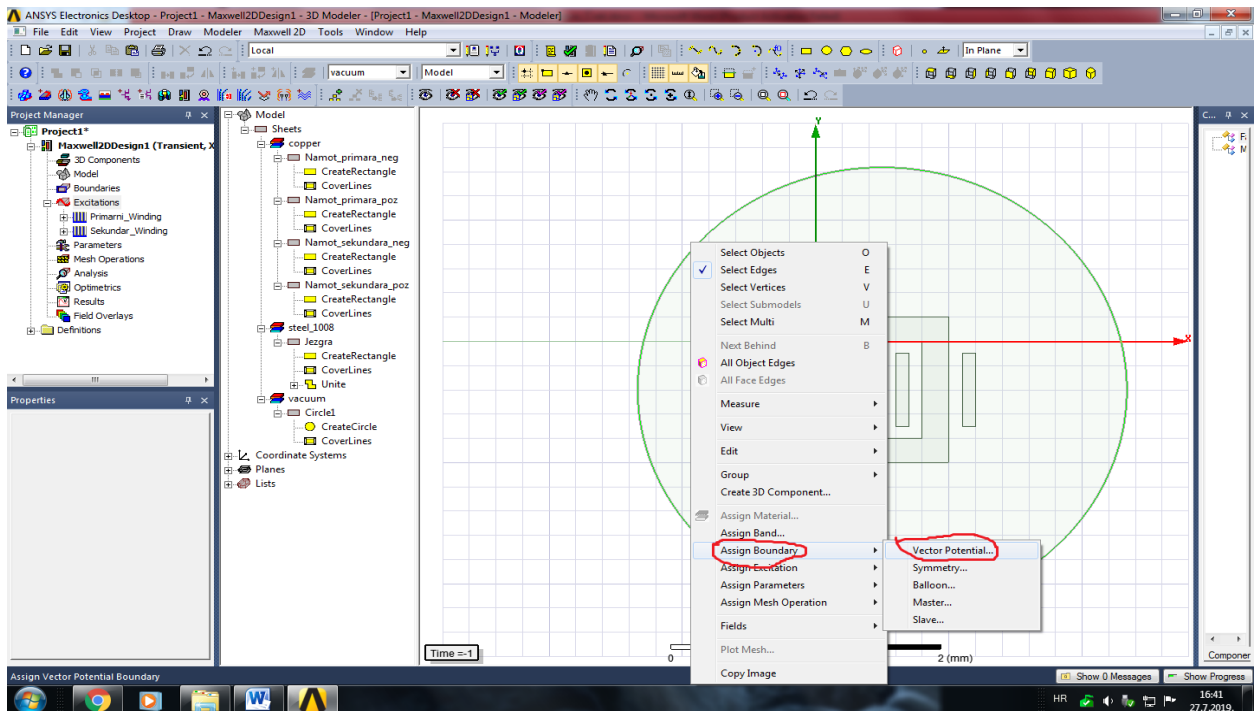 ANSYS Electronics Desktop - Project1 - Maxwell2DDesign1 - 3D Modeler - [Project1 - Maxwell2DDesign1 - Modeler]
File Edit View Project Draw Modeler Maxwell 2D Tools Window Help
Local In Plane
vacuum Model
Project Manager
Project1*
Maxwell2DDesign1 (Transient, X
3D Components
Model
Boundaries
Excitations
Primarni_Winding
Sekundar_Winding
Parameters
Mesh Operations
Analysis
Optimetrics
Results
Field Overlays
Definitions
Properties
Model
Sheets
copper
Namot_primara_neg
CreateRectangle
CoverLines
Namot_primara_poz
CreateRectangle
CoverLines
Namot_sekundara_neg
CreateRectangle
CoverLines
Namot_sekundara_poz
CreateRectangle
CoverLines
steel_1008
Jezgra
CreateRectangle
CoverLines
Unite
vacuum
Circle1
CreateCircle
CoverLines
Coordinate Systems
Planes
Lists
Y
X
Select Objects O
Select Edges E
Select Vertices V
Select Submodels U
Select Multi M
Next Behind B
All Object Edges
All Face Edges
Measure
View
Edit
Group
Create 3D Component...
Assign Material...
Assign Band...
Assign Boundary
Assign Excitation
Assign Parameters
Assign Mesh Operation
Fields
Plot Mesh...
Copy Image
Vector Potential...
Symmetry...
Balloon...
Master...
Slave...
Time =-1
0 2 (mm)
C...
F
M
Componer
Assign Vector Potential Boundary
Show 0 Messages Show Progress
HR
16:41
27.7.2019.